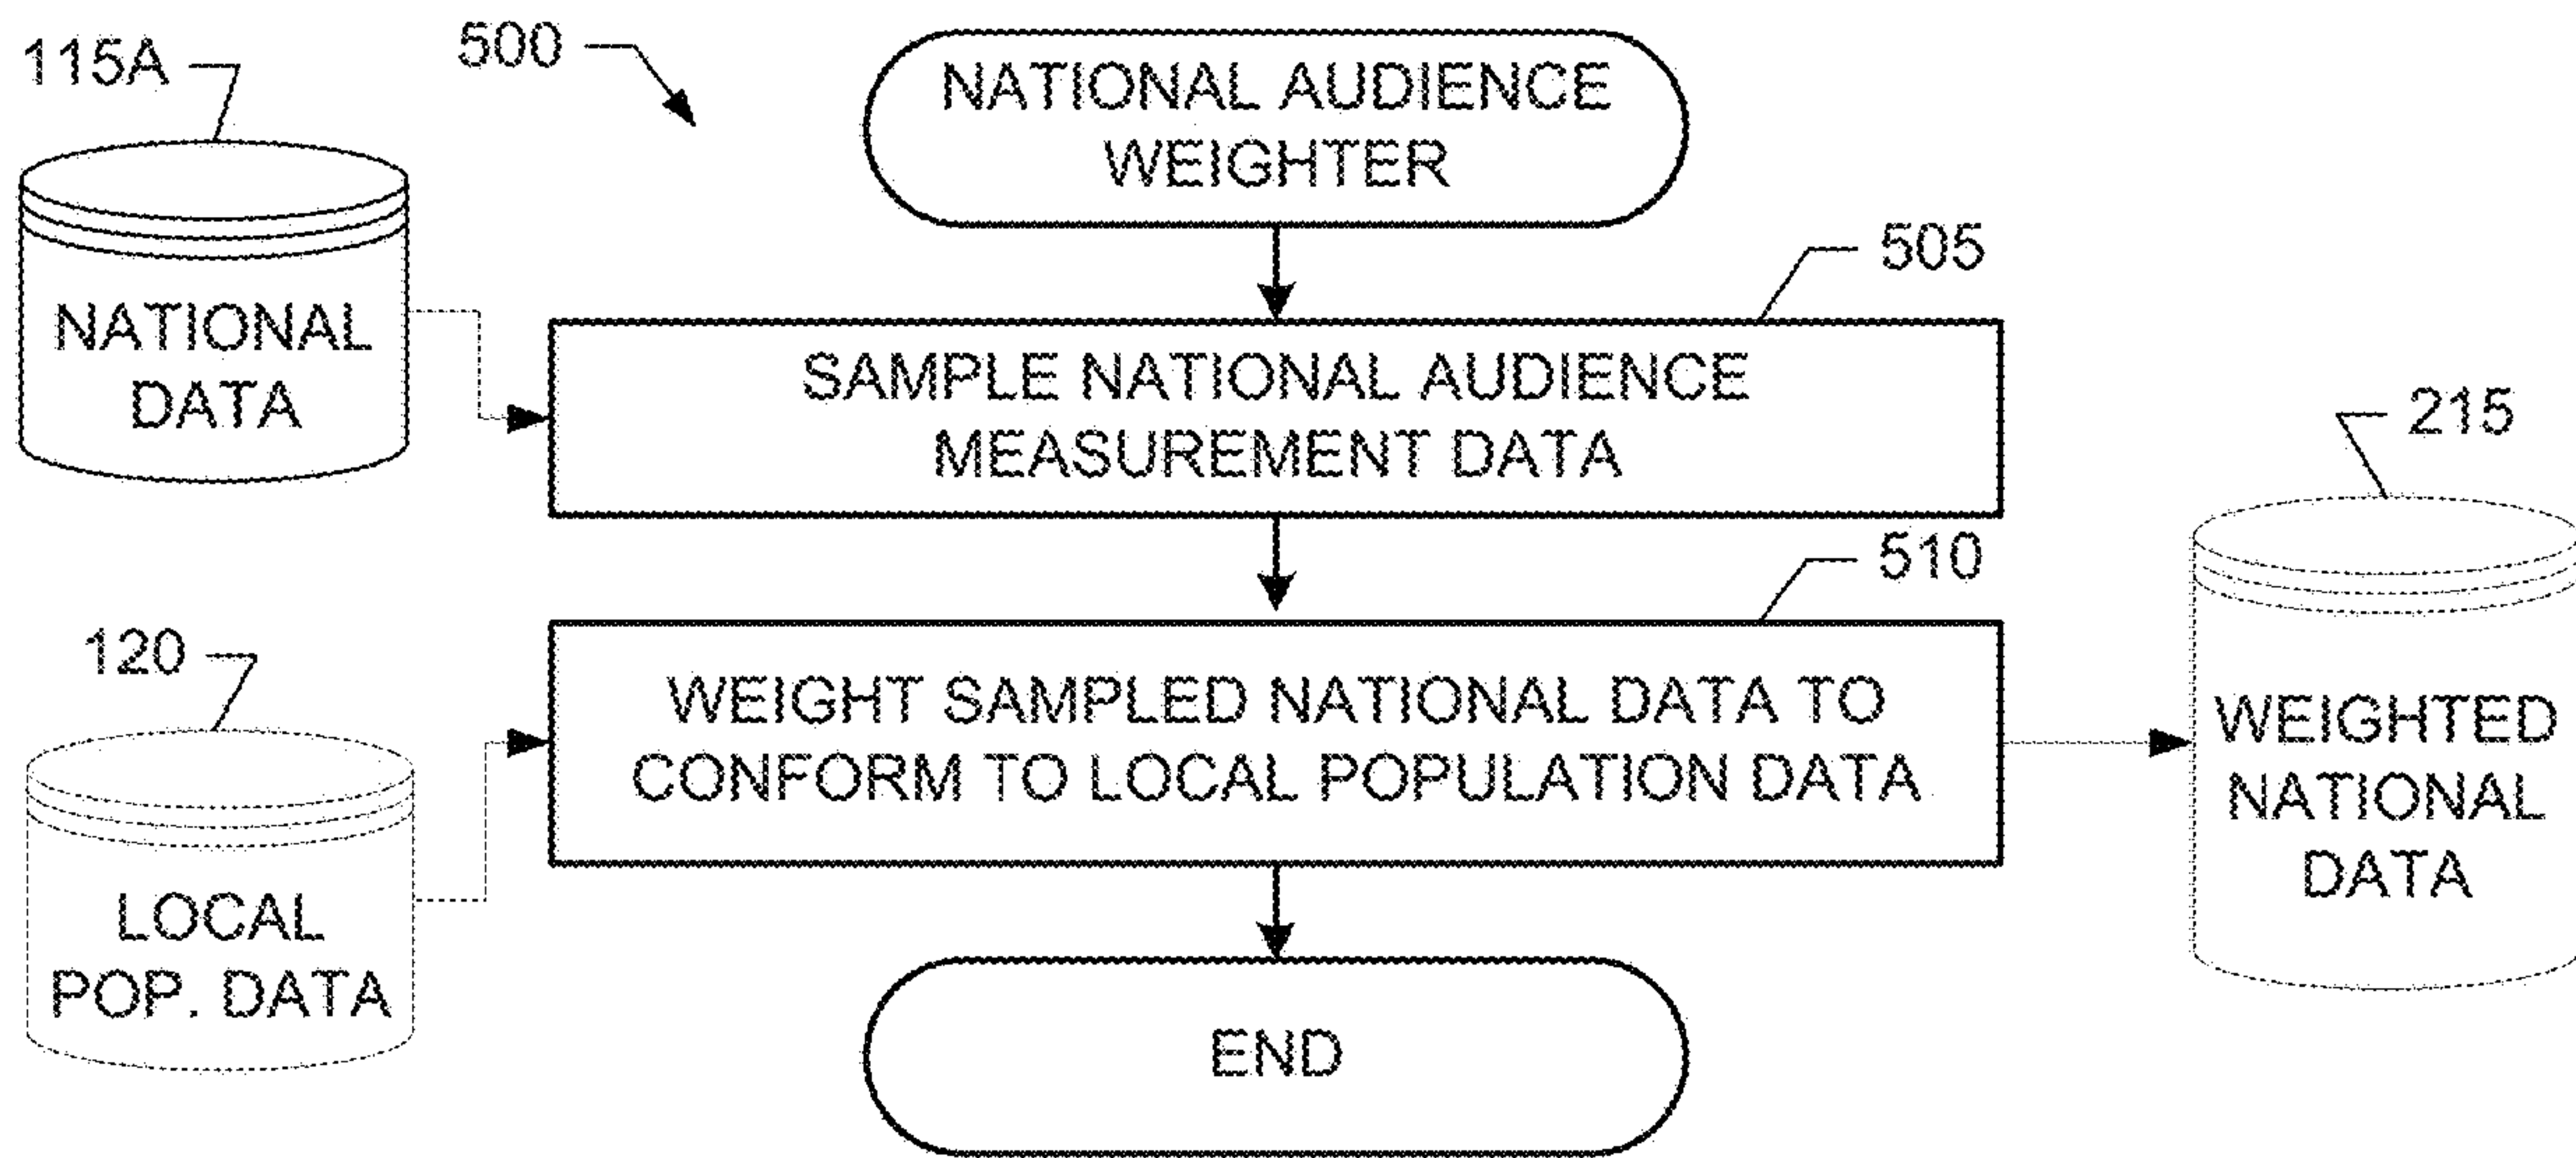 500
NATIONAL AUDIENCE
WEIGHTER
115A
NATIONAL
DATA
505
SAMPLE NATIONAL AUDIENCE
MEASUREMENT DATA
510
WEIGHT SAMPLED NATIONAL DATA TO
CONFORM TO LOCAL POPULATION DATA
120
LOCAL
POP. DATA
215
WEIGHTED
NATIONAL
DATA
END